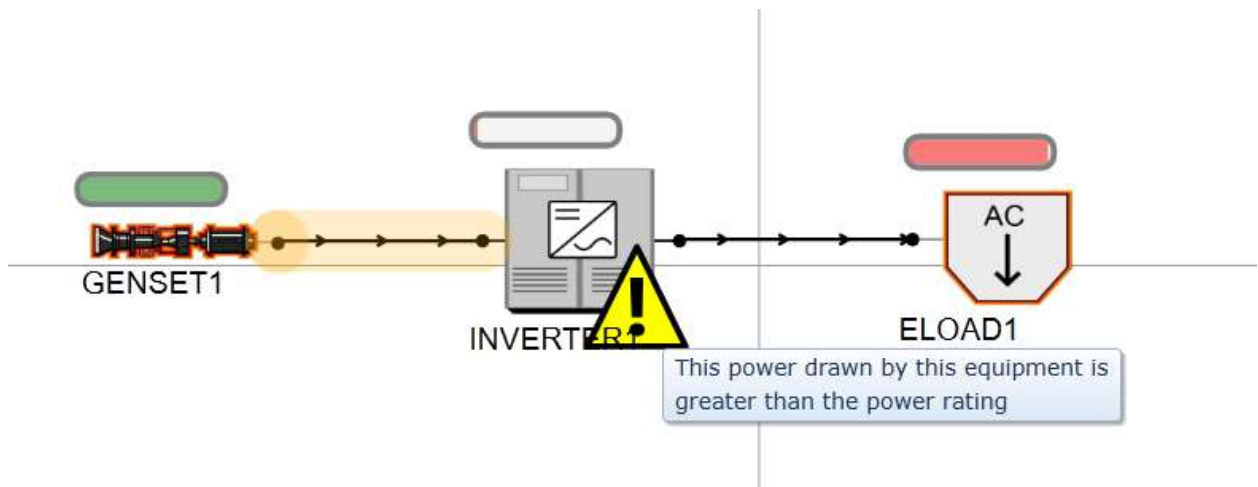 AC
GENSET1
INVERTER1
ELOAD1
This power drawn by this equipment is
greater than the power rating